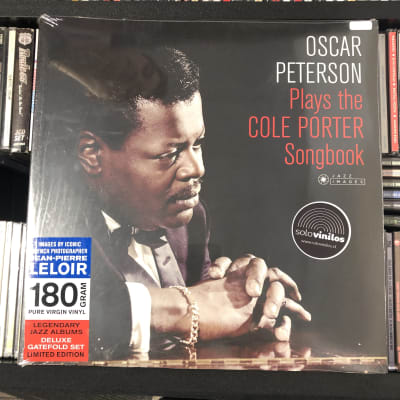 OSCAR
PETERSON
Plays the
COLE PORTER
Songbook
JAZZ
IMAGES
solovinilos
IMAGES BY ICONIC
FRENCH PHOTOGRAPHER
JEAN-PIERRE
LELOIR
180 GRAM
PURE VIRGIN VINYL
LEGENDARY
JAZZ ALBUMS
DELUXE
GATEFOLD SET
LIMITED EDITION